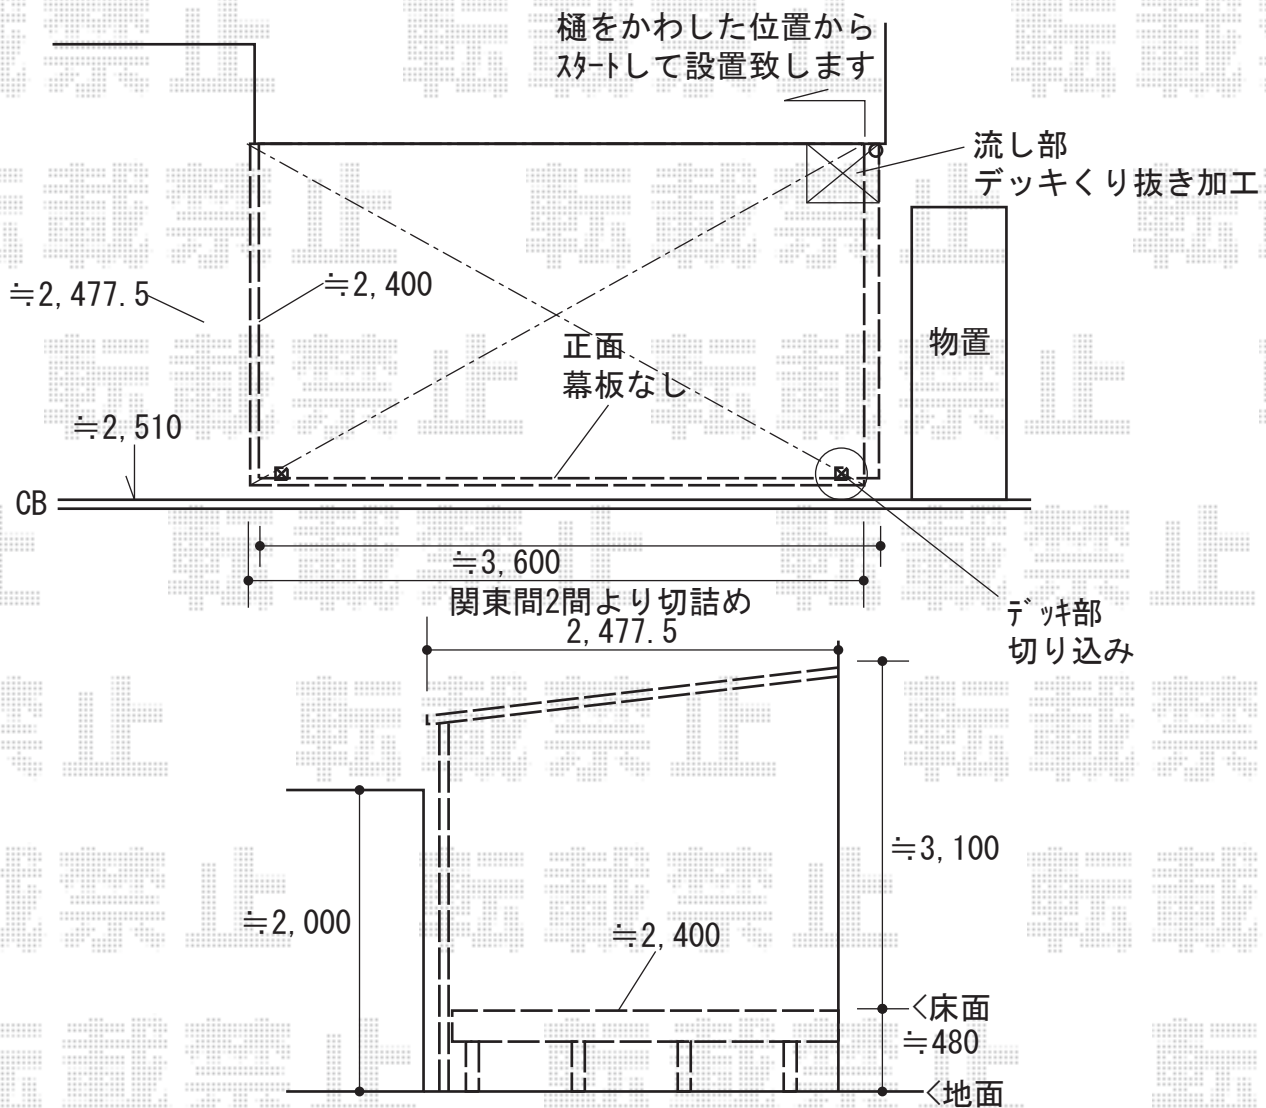 樋をかわした位置から
ｽﾀｰﾄして設置致します
流し部
デッキくり抜き加工
≒2,477.5
≒2,400
正面
幕板なし
物置
≒2,510
CB
≒3,600
関東間2間より切詰め
2,477.5
ﾃﾞｯｷ部
切り込み
≒3,100
≒2,000
≒2,400
<床面
≒480
<地面
転載禁止